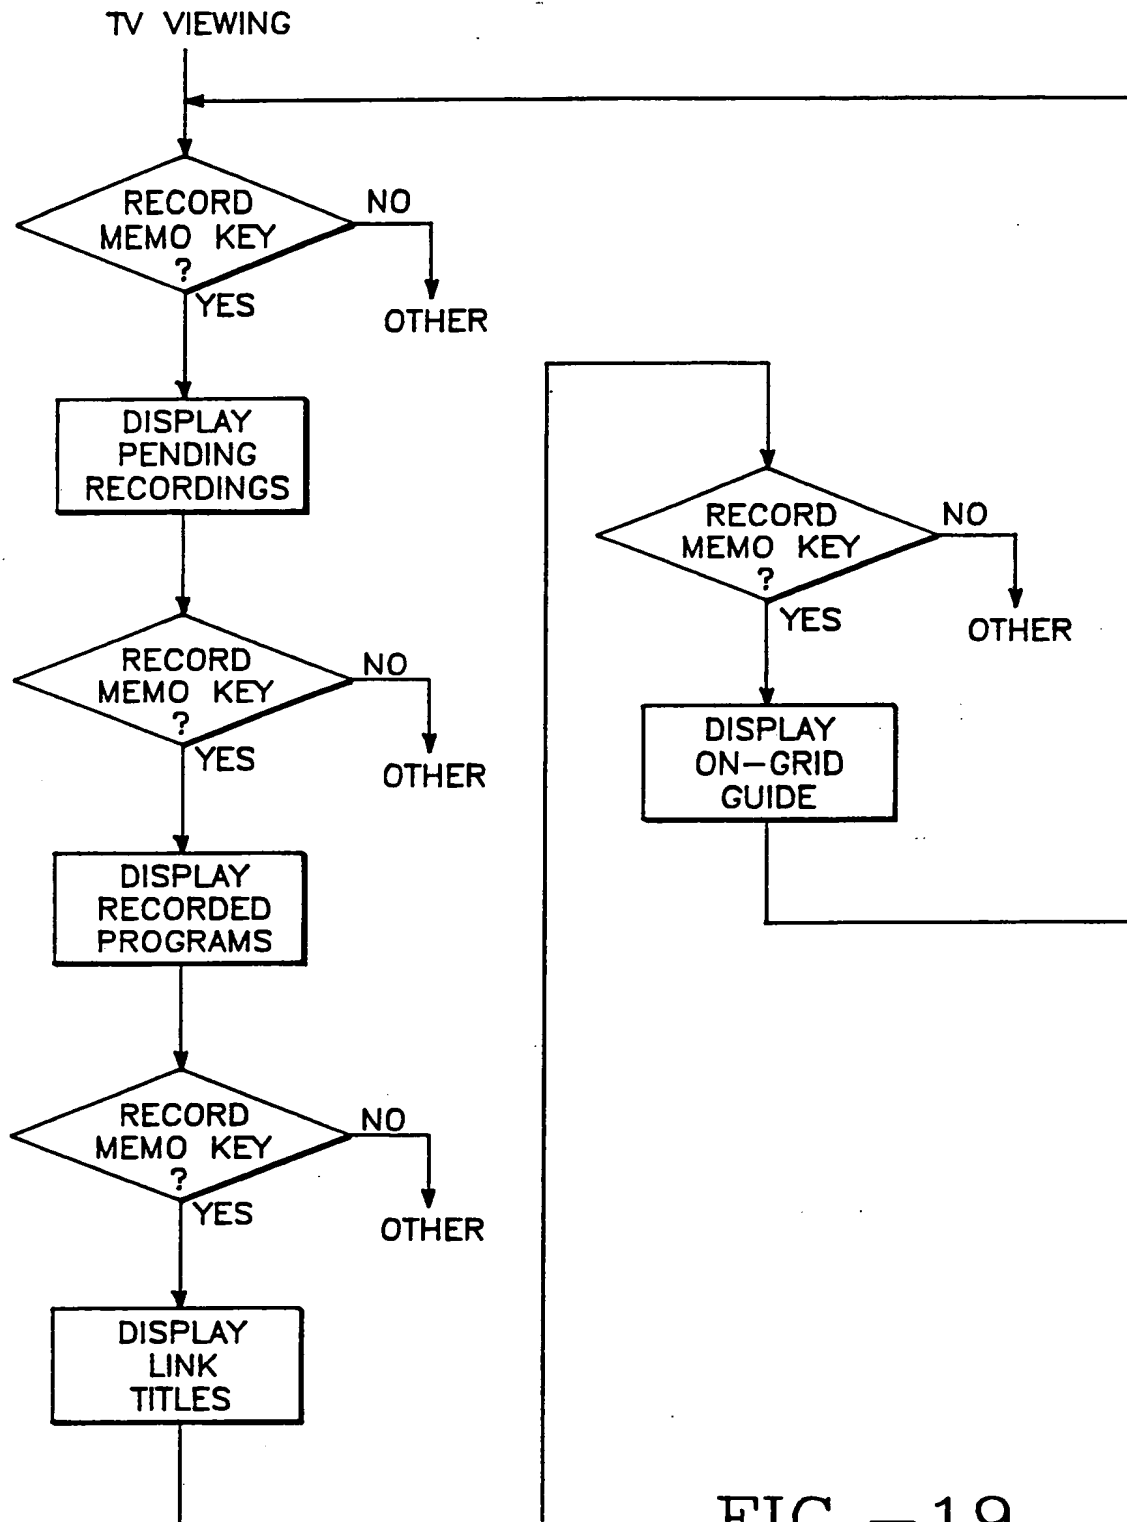 TV VIEWING
RECORD
MEMO KEY
?
NO
YES
OTHER
DISPLAY
PENDING
RECORDINGS
RECORD
MEMO KEY
?
NO
YES
OTHER
DISPLAY
RECORDED
PROGRAMS
RECORD
MEMO KEY
?
NO
YES
OTHER
DISPLAY
LINK
TITLES
RECORD
MEMO KEY
?
NO
YES
OTHER
DISPLAY
ON-GRID
GUIDE
FIG.-19